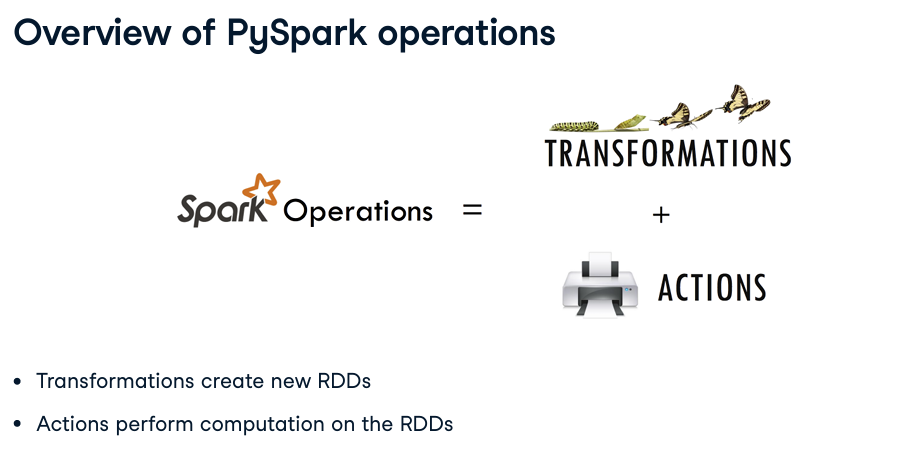 Overview of PySpark operations
TRANSFORMATIONS
Spark Operations =
+
ACTIONS
• Transformations create new RDDs
• Actions perform computation on the RDDs